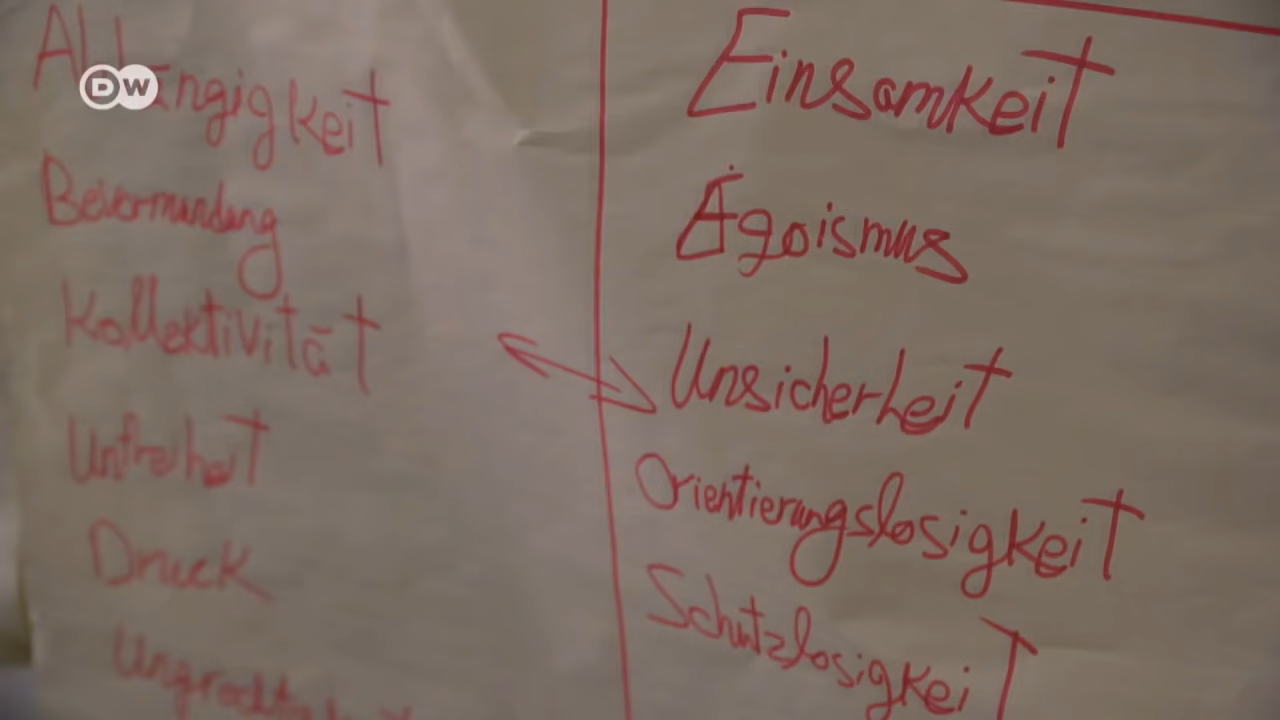 DW
Abhängigkeit
Bevormundung
Kollektivität
Unfreiheit
Druck
Einsamkeit
Egoismus
Unsicherheit
Orientierungslosigkeit
Schutzlosigkeit